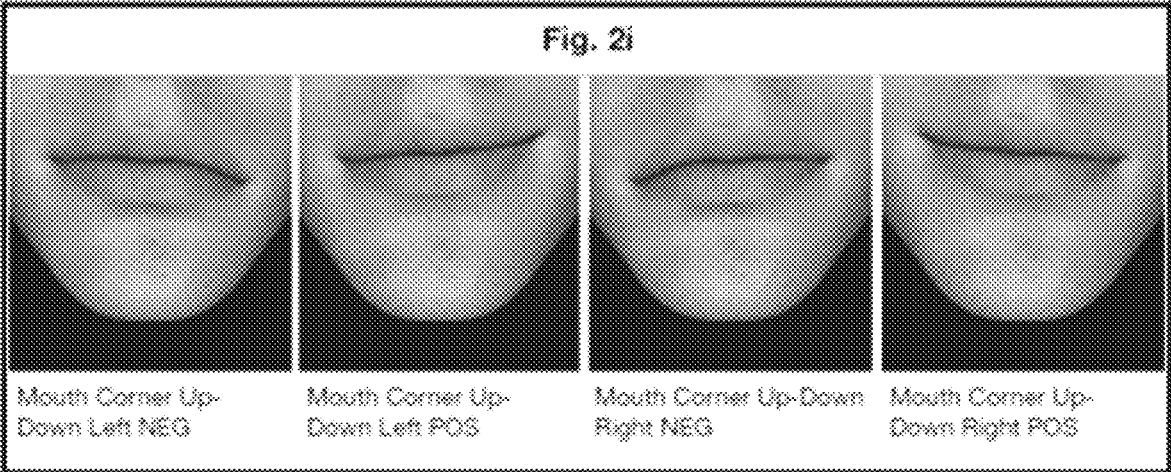 Fig. 2i
Mouth Corner Up-
Down Left NEG
Mouth Corner Up-
Down Left POS
Mouth Corner Up-Down
Right NEG
Mouth Corner Up-
Down Right POS